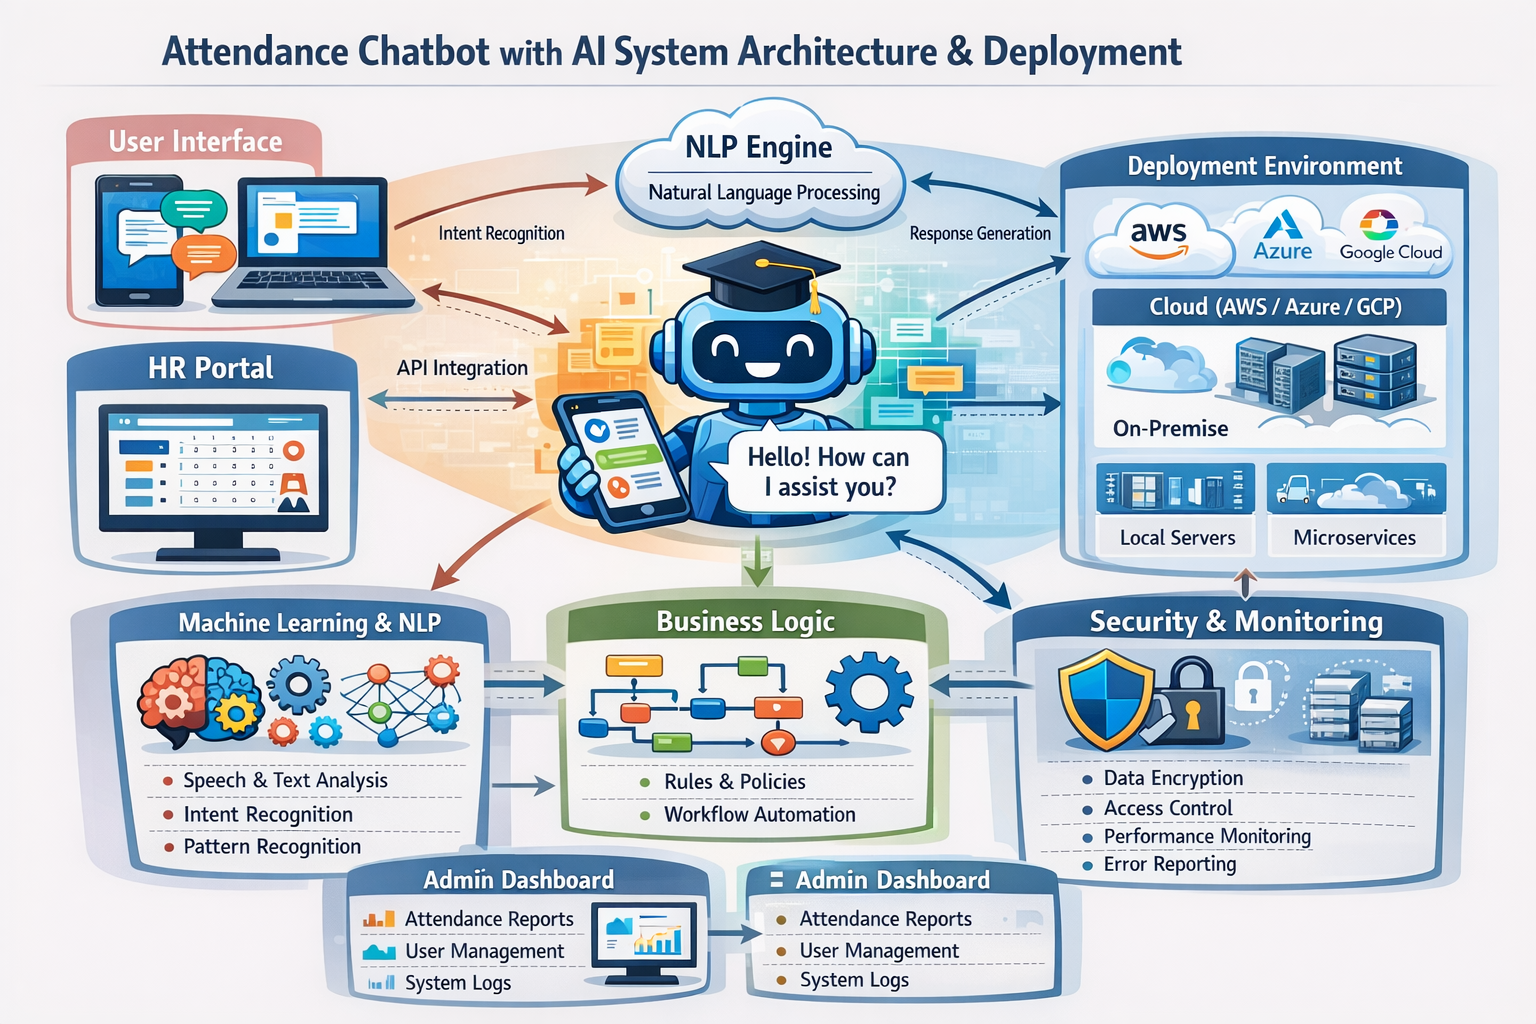 Attendance Chatbot with AI System Architecture & Deployment
User Interface
NLP Engine
Natural Language Processing
Intent Recognition
Response Generation
Deployment Environment
aws
Azure
Google Cloud
Cloud (AWS / Azure / GCP)
On-Premise
Local Servers
Microservices
HR Portal
API Integration
Hello! How can
I assist you?
Machine Learning & NLP
Speech & Text Analysis
Intent Recognition
Pattern Recognition
Business Logic
Rules & Policies
Workflow Automation
Security & Monitoring
Data Encryption
Access Control
Performance Monitoring
Error Reporting
Admin Dashboard
Attendance Reports
User Management
System Logs
Admin Dashboard
Attendance Reports
User Management
System Logs